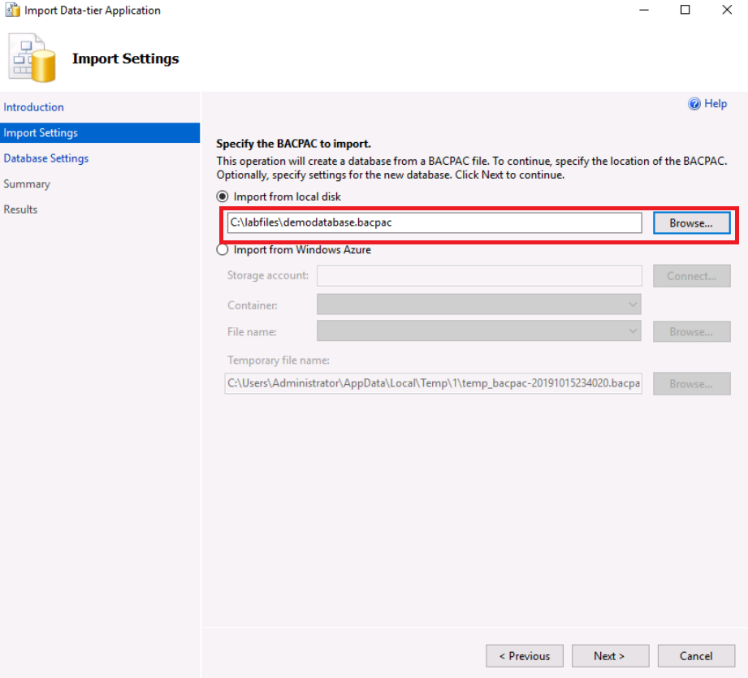 Import Data-tier Application
Import Settings
Help
Introduction
Import Settings
Database Settings
Summary
Results
Specify the BACPAC to import.
This operation will create a database from a BACPAC file. To continue, specify the location of the BACPAC.
Optionally, specify settings for the new database. Click Next to continue.
Import from local disk
C:\labfiles\demodatabase.bacpac Browse...
Import from Windows Azure
Storage account: Connect...
Container:
File name: Browse...
Temporary file name:
C:\Users\Administrator\AppData\Local\Temp\1\temp_bacpac-20191015234020.bacpa Browse...
< Previous Next > Cancel